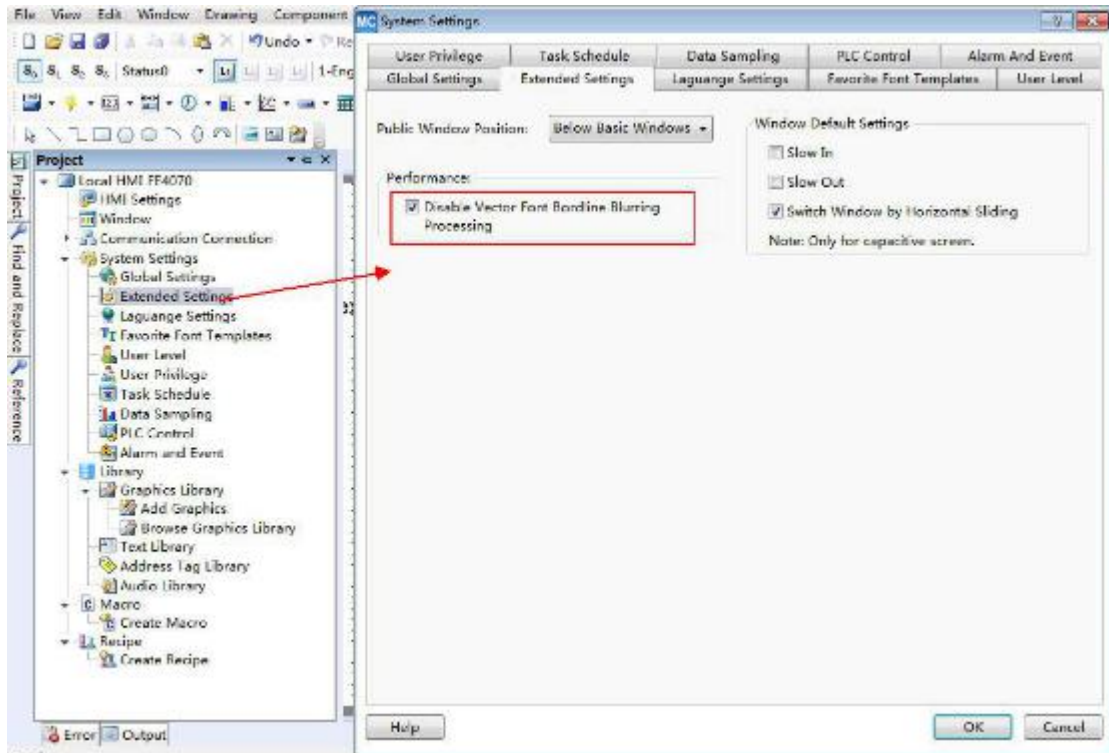 File View Edit Window Drawing Component
Undo
Status0
System Settings
User Privilege Task Schedule Data Sampling PLC Control Alarm And Event
Global Settings Extended Settings Laguange Settings Favorite Font Templates User Level
Public Window Position: Below Basic Windows
Performance:
Disable Vector Font Bordline Blurring
Processing
Window Default Settings
Slow In
Slow Out
Switch Window by Horizontal Sliding
Note: Only for capacitive screen.
Project
Local HMI FE4070
HMI Settings
Window
Communication Connection
System Settings
Global Settings
Extended Settings
Laguange Settings
Favorite Font Templates
User Level
User Privilege
Task Schedule
Data Sampling
PLC Control
Alarm and Event
Library
Graphics Library
Add Graphics
Browse Graphics Library
Text Library
Address Tag Library
Audio Library
Macro
Create Macro
Recipe
Create Recipe
Project
Find and Replace
Reference
Error Output
Help OK Cancel